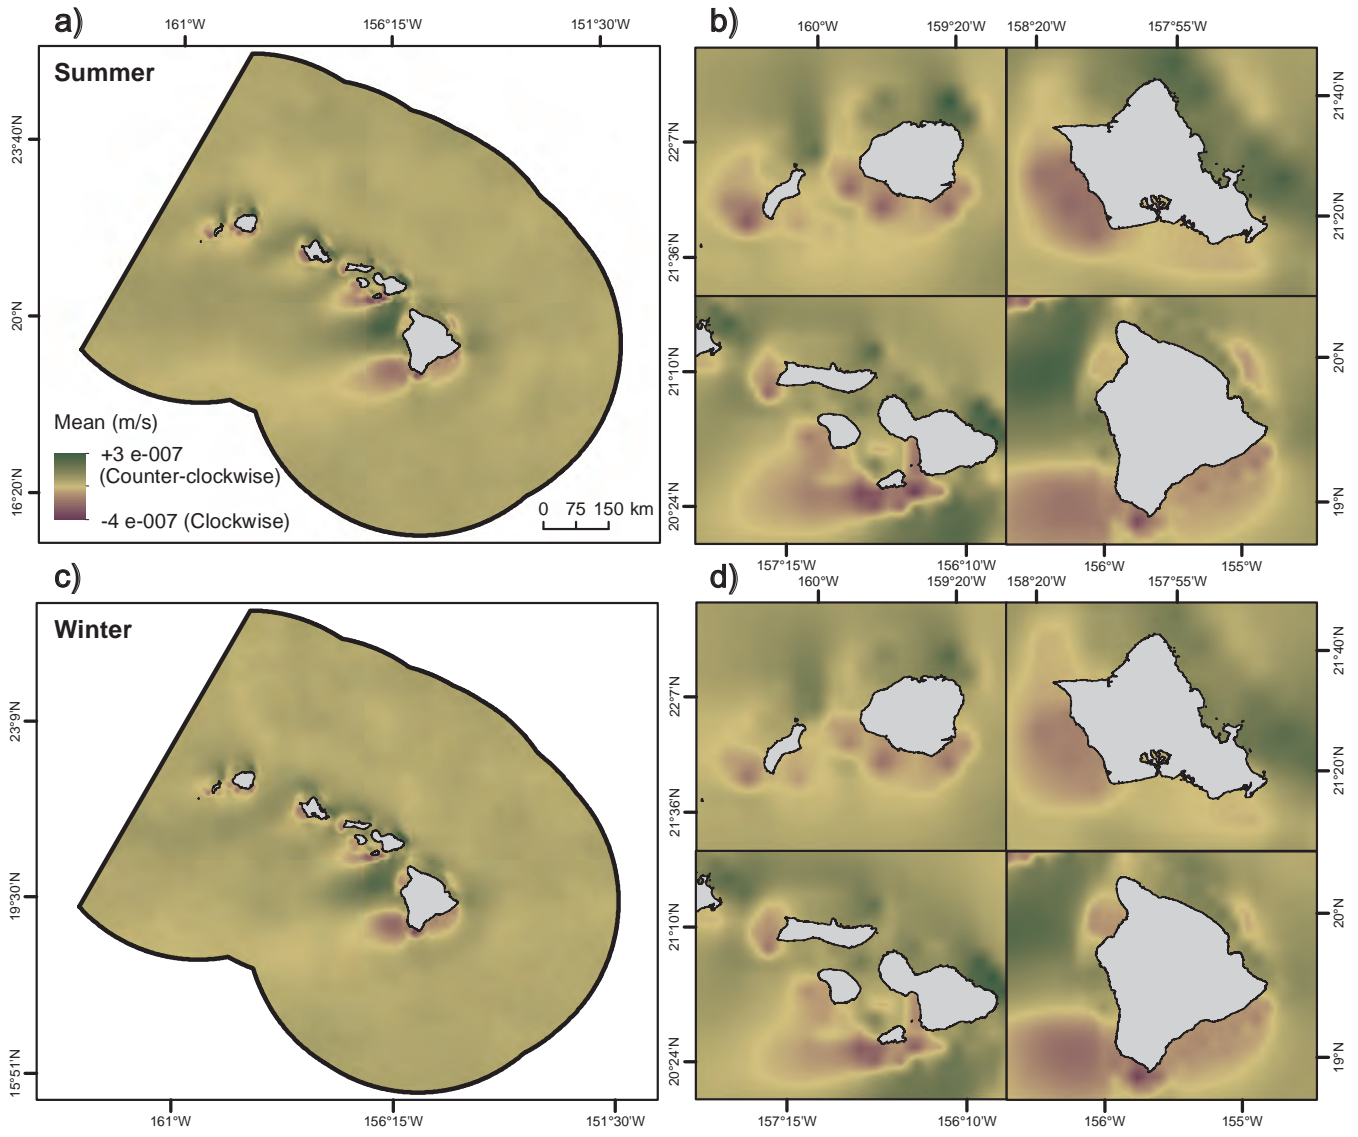 a)
161°W
156°15'W
151°30'W
Summer
23°40'N
20°N
16°20'N
Mean (m/s)
+3 e-007
(Counter-clockwise)
-4 e-007 (Clockwise)
0 75 150 km
b)
160°W
159°20'W
158°20'W
157°55'W
22°7'N
21°36'N
21°40'N
21°20'N
21°10'N
20°24'N
20°N
19°N
157°15'W
156°10'W
156°W
155°W
c)
Winter
23°9'N
19°30'N
15°51'N
161°W
156°15'W
151°30'W
d)
160°W
159°20'W
158°20'W
157°55'W
22°7'N
21°36'N
21°40'N
21°20'N
21°10'N
20°24'N
20°N
19°N
157°15'W
156°10'W
156°W
155°W